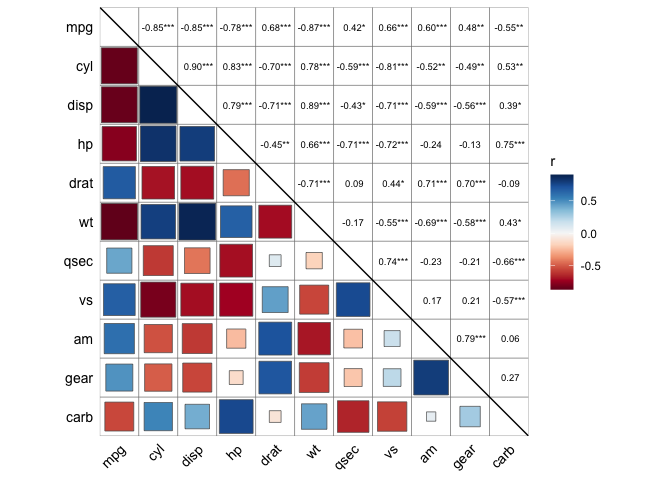 mpg -0.85*** -0.85*** -0.78*** 0.68*** -0.87*** 0.42* 0.66*** 0.60*** 0.48** -0.55**
cyl 0.90*** 0.83*** -0.70*** 0.78*** -0.59*** -0.81*** -0.52** -0.49** 0.53**
disp 0.79*** -0.71*** 0.89*** -0.43* -0.71*** -0.59*** -0.56*** 0.39*
hp -0.45** 0.66*** -0.71*** -0.72*** -0.24 -0.13 0.75***
drat -0.71*** 0.09 0.44* 0.71*** 0.70*** -0.09
wt -0.17 -0.55*** -0.69*** -0.58*** 0.43*
qsec 0.74*** -0.23 -0.21 -0.66***
vs 0.17 0.21 -0.57***
am 0.79*** 0.06
gear 0.27
carb
mpg cyl disp hp drat wt qsec vs am gear carb
r
0.5
0.0
-0.5